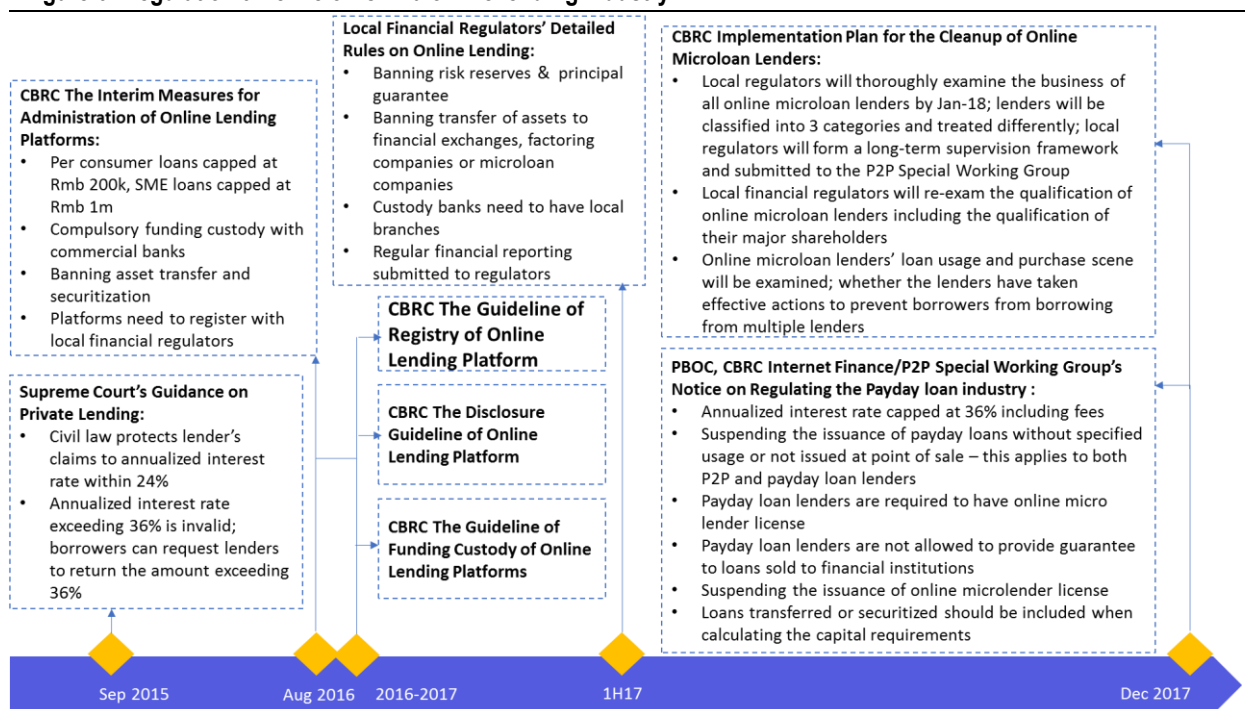 CBRC The Interim Measures for
Administration of Online Lending
Platforms:
• Per consumer loans capped at
Rmb 200k, SME loans capped at
Rmb 1m
• Compulsory funding custody with
commercial banks
• Banning asset transfer and
securitization
• Platforms need to register with
local financial regulators
Supreme Court's Guidance on
Private Lending:
• Civil law protects lender's
claims to annualized interest
rate within 24%
• Annualized interest rate
exceeding 36% is invalid;
borrowers can request lenders
to return the amount exceeding
36%
Local Financial Regulators' Detailed
Rules on Online Lending:
• Banning risk reserves & principal
guarantee
• Banning transfer of assets to
financial exchanges, factoring
companies or microloan
companies
• Custody banks need to have local
branches
• Regular financial reporting
submitted to regulators
CBRC The Guideline of
Registry of Online
Lending Platform
CBRC The Disclosure
Guideline of Online
Lending Platform
CBRC The Guideline of
Funding Custody of Online
Lending Platforms
CBRC Implementation Plan for the Cleanup of Online
Microloan Lenders:
• Local regulators will thoroughly examine the business of
all online microloan lenders by Jan-18; lenders will be
classified into 3 categories and treated differently; local
regulators will form a long-term supervision framework
and submitted to the P2P Special Working Group
• Local financial regulators will re-exam the qualification of
online microloan lenders including the qualification of
their major shareholders
• Online microloan lenders' loan usage and purchase scene
will be examined; whether the lenders have taken
effective actions to prevent borrowers from borrowing
from multiple lenders
PBOC, CBRC Internet Finance/P2P Special Working Group's
Notice on Regulating the Payday loan industry :
• Annualized interest rate capped at 36% including fees
• Suspending the issuance of payday loans without specified
usage or not issued at point of sale – this applies to both
P2P and payday loan lenders
• Payday loan lenders are required to have online micro
lender license
• Payday loan lenders are not allowed to provide guarantee
to loans sold to financial institutions
• Suspending the issuance of online microlender license
• Loans transferred or securitized should be included when
calculating the capital requirements
Sep 2015
Aug 2016
2016-2017
1H17
Dec 2017